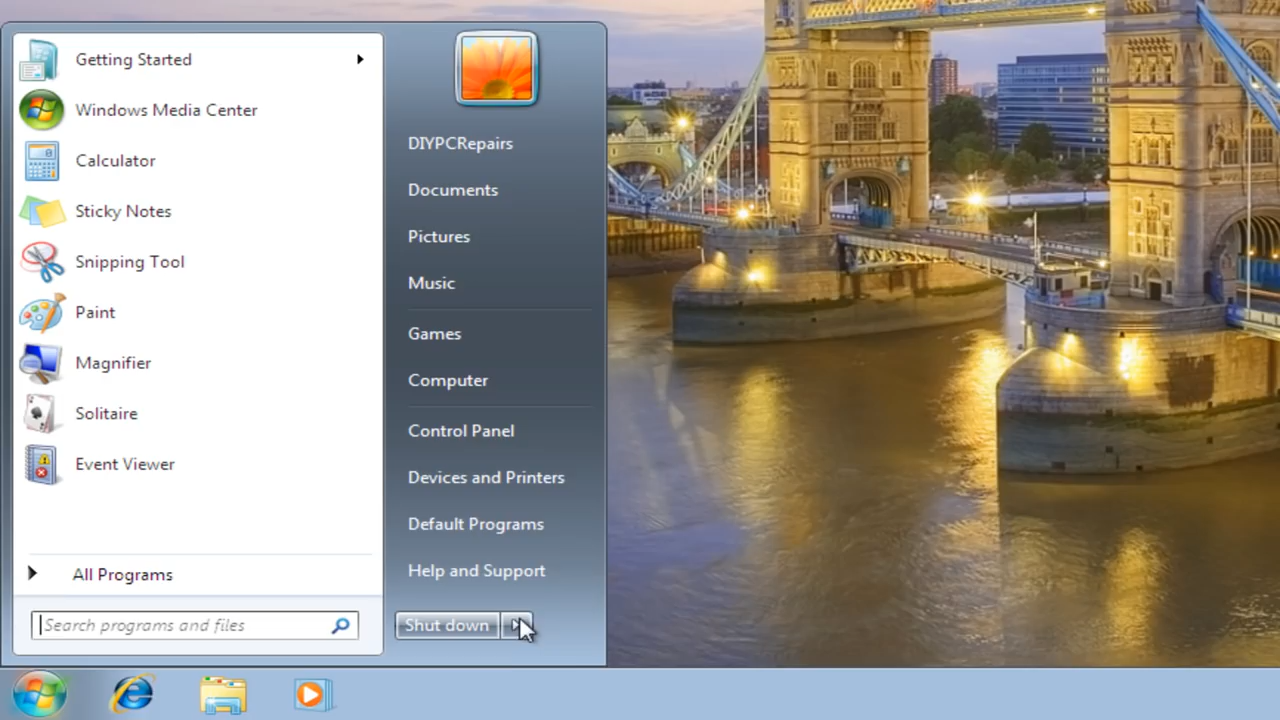 Getting Started
Windows Media Center
Calculator
Sticky Notes
Snipping Tool
Paint
Magnifier
Solitaire
Event Viewer
All Programs
Search programs and files
DIYPCRepairs
Documents
Pictures
Music
Games
Computer
Control Panel
Devices and Printers
Default Programs
Help and Support
Shut down